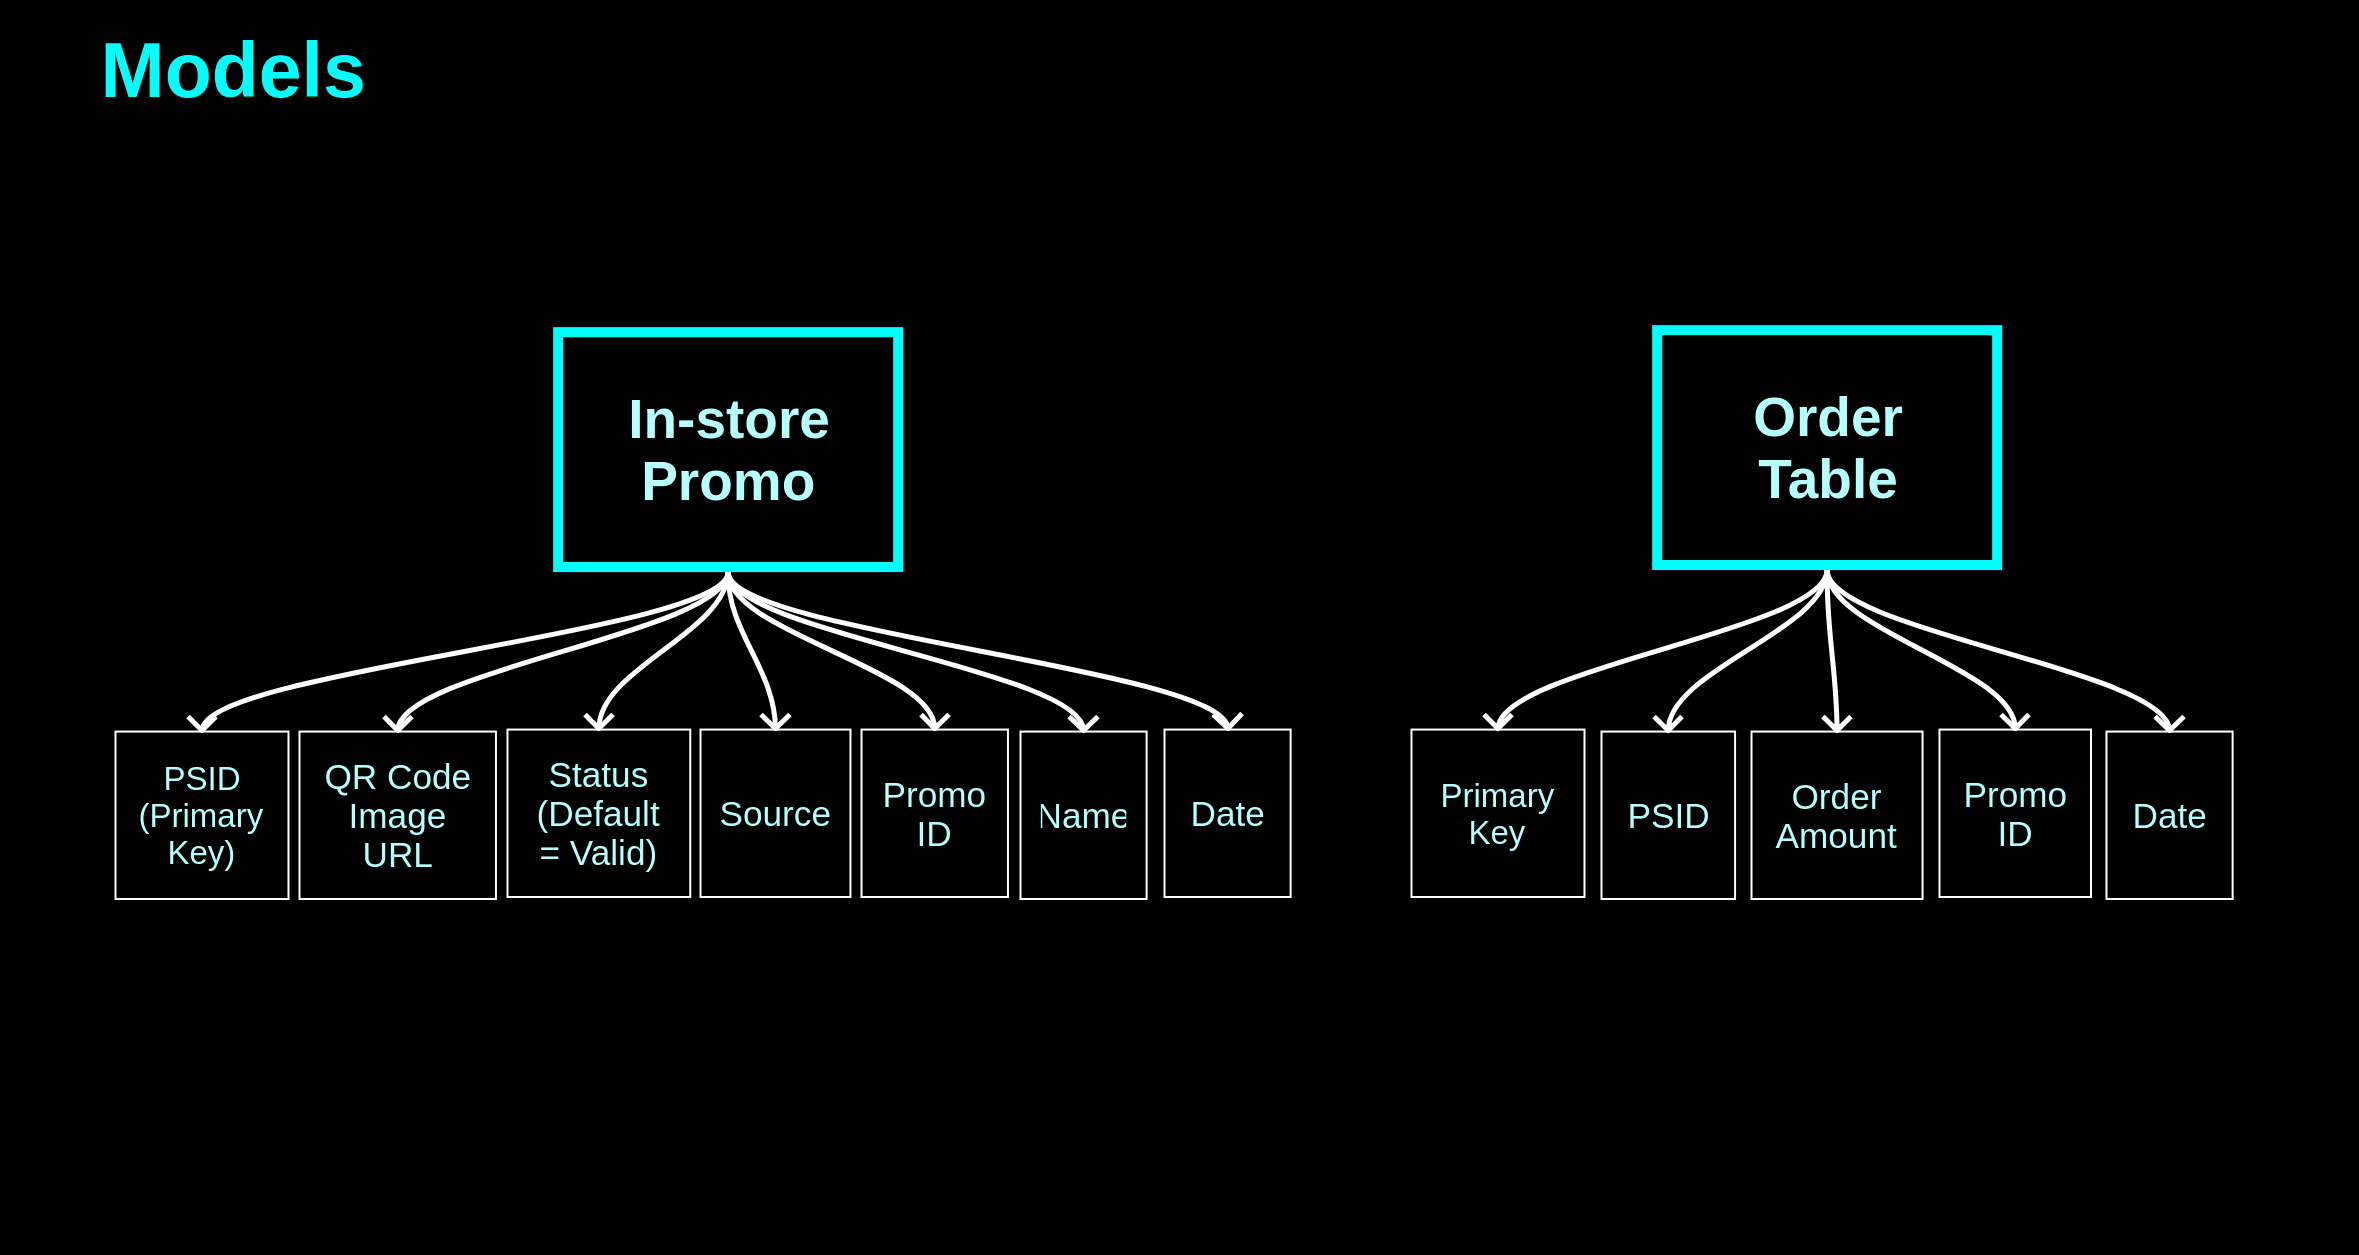 Models
In-store
Promo
Order
Table
PSID
(Primary
Key)
QR Code
Image
URL
Status
(Default
= Valid)
Source
Promo
ID
Name
Date
Primary
Key
PSID
Order
Amount
Promo
ID
Date